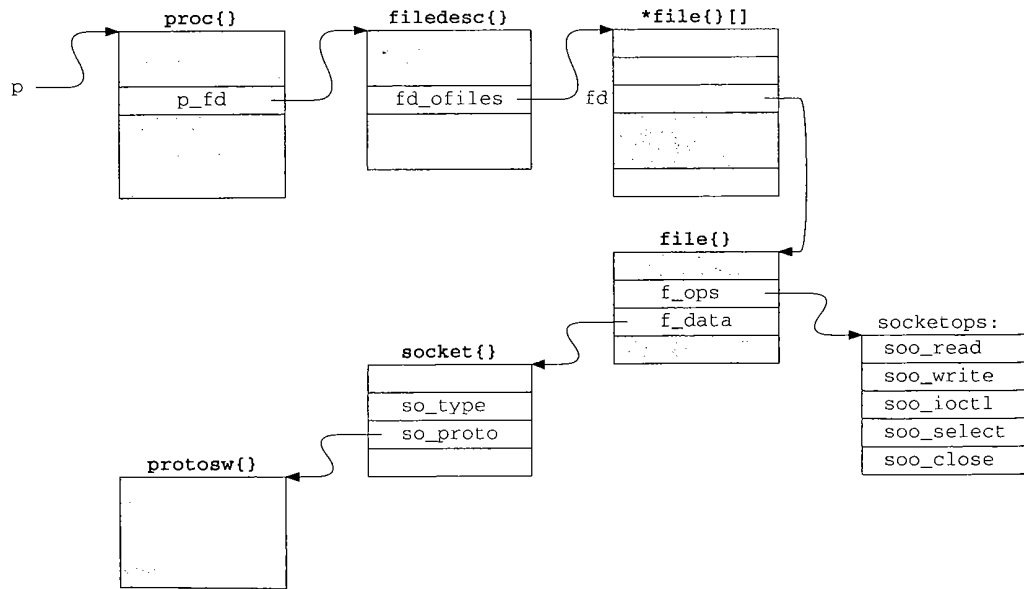 proc{}
filedesc{}
*file{}[]
p
p_fd
fd_ofiles
fd
file{}
f_ops
f_data
socketops:
soo_read
soo_write
soo_ioctl
soo_select
soo_close
socket{}
so_type
so_proto
protosw{}